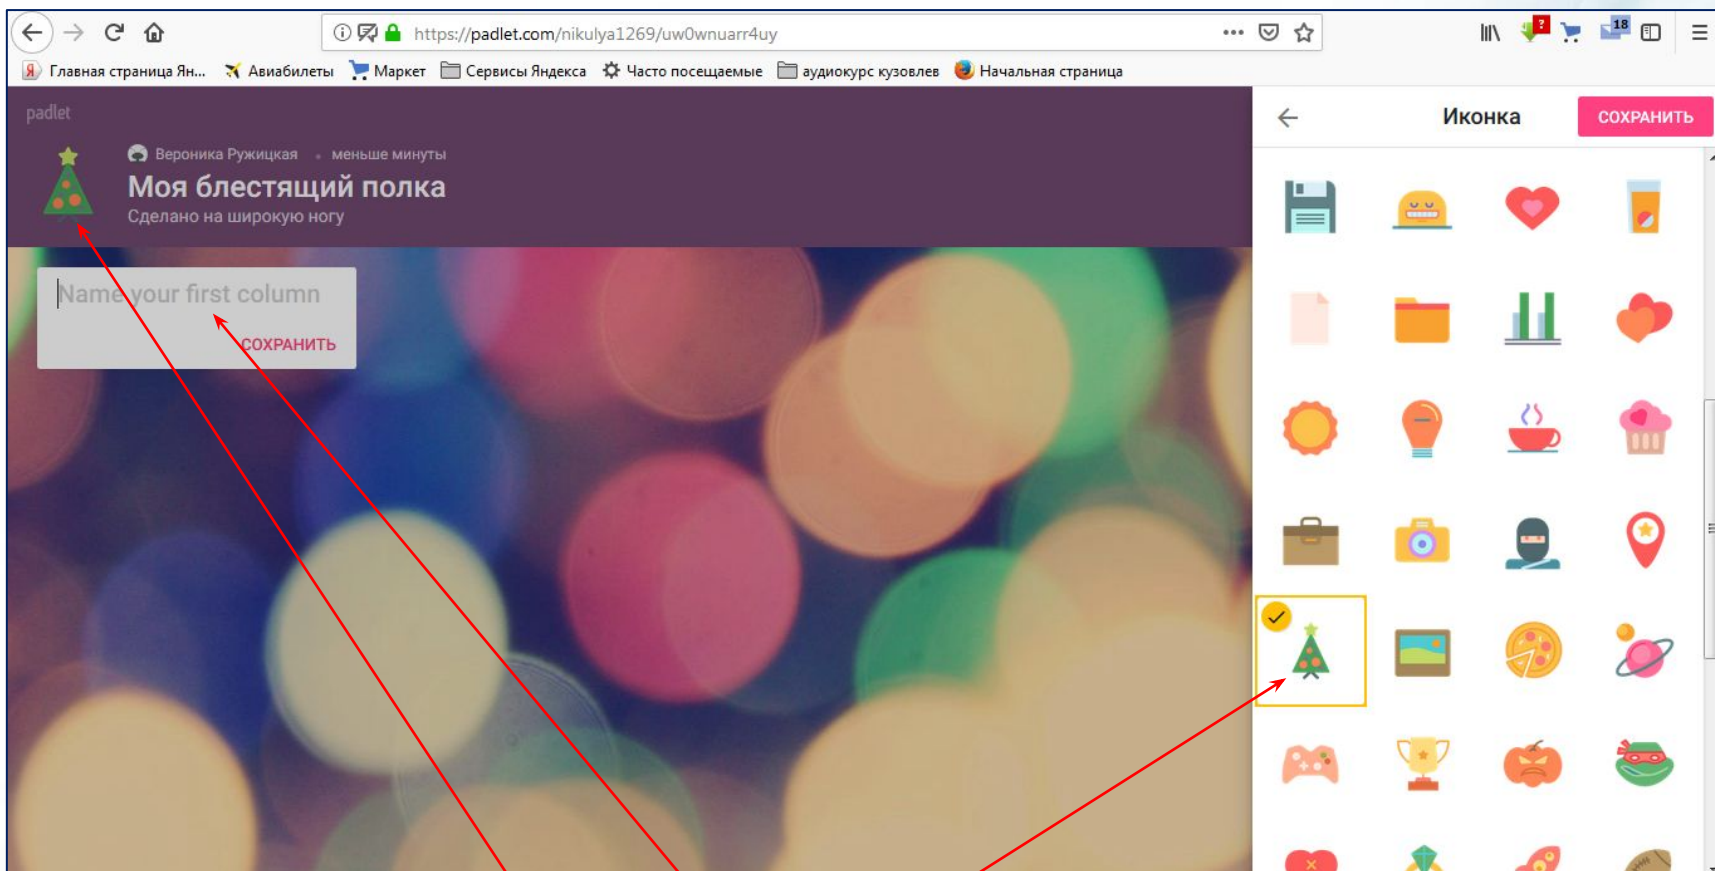 https://padlet.com/nikulya1269/uw0wnuarr4uy
? 18
Главная страница Ян... Авиабилеты Маркет Сервисы Яндекса Часто посещаемые аудиокурс кузовлев Начальная страница
padlet
Вероника Ружицкая • меньше минуты
Моя блестящий полка
Сделано на широкую ногу
Name your first column
СОХРАНИТЬ
Иконка
СОХРАНИТЬ